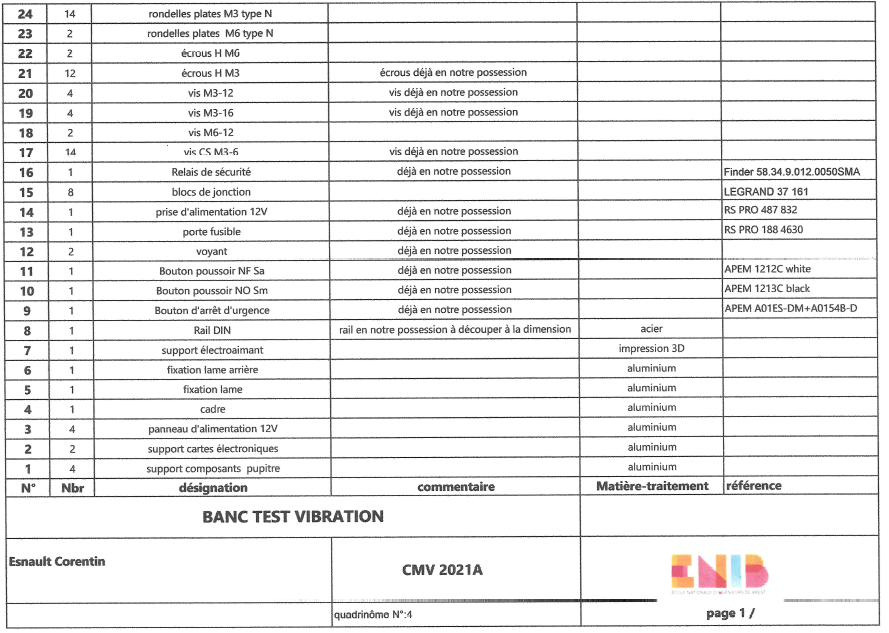 24 14 rondelles plates M3 type N
23 2 rondelles plates M6 type N
22 2 écrous H M6
21 12 écrous H M3 écrous déjà en notre possession
20 4 vis M3-12 vis déjà en notre possession
19 4 vis M3-16 vis déjà en notre possession
18 2 vis M6-12
17 14 vis CS M3-6 vis déjà en notre possession
16 1 Relais de sécurité déjà en notre possession Finder 58.34.9.012.0050SMA
15 8 blocs de jonction LEGRAND 37 161
14 1 prise d'alimentation 12V déjà en notre possession RS PRO 487 832
13 1 porte fusible déjà en notre possession RS PRO 188 4630
12 2 voyant déjà en notre possession
11 1 Bouton poussoir NF Sa déjà en notre possession APEM 1212C white
10 1 Bouton poussoir NO Sm déjà en notre possession APEM 1213C black
9 1 Bouton d'arrêt d'urgence déjà en notre possession APEM A01ES-DM+A0154B-D
8 1 Rail DIN rail en notre possession à découper à la dimension acier
7 1 support électroaimant impression 3D
6 1 fixation lame arrière aluminium
5 1 fixation lame aluminium
4 1 cadre aluminium
3 4 panneau d'alimentation 12V aluminium
2 2 support cartes électroniques aluminium
1 4 support composants pupitre aluminium
N° Nbr désignation commentaire Matière-traitement référence
BANC TEST VIBRATION
Esnault Corentin
CMV 2021A
ENIB
ÉCOLE NATIONALE D'INGÉNIEURS DE BREST
quadrinôme N°:4
page 1 /